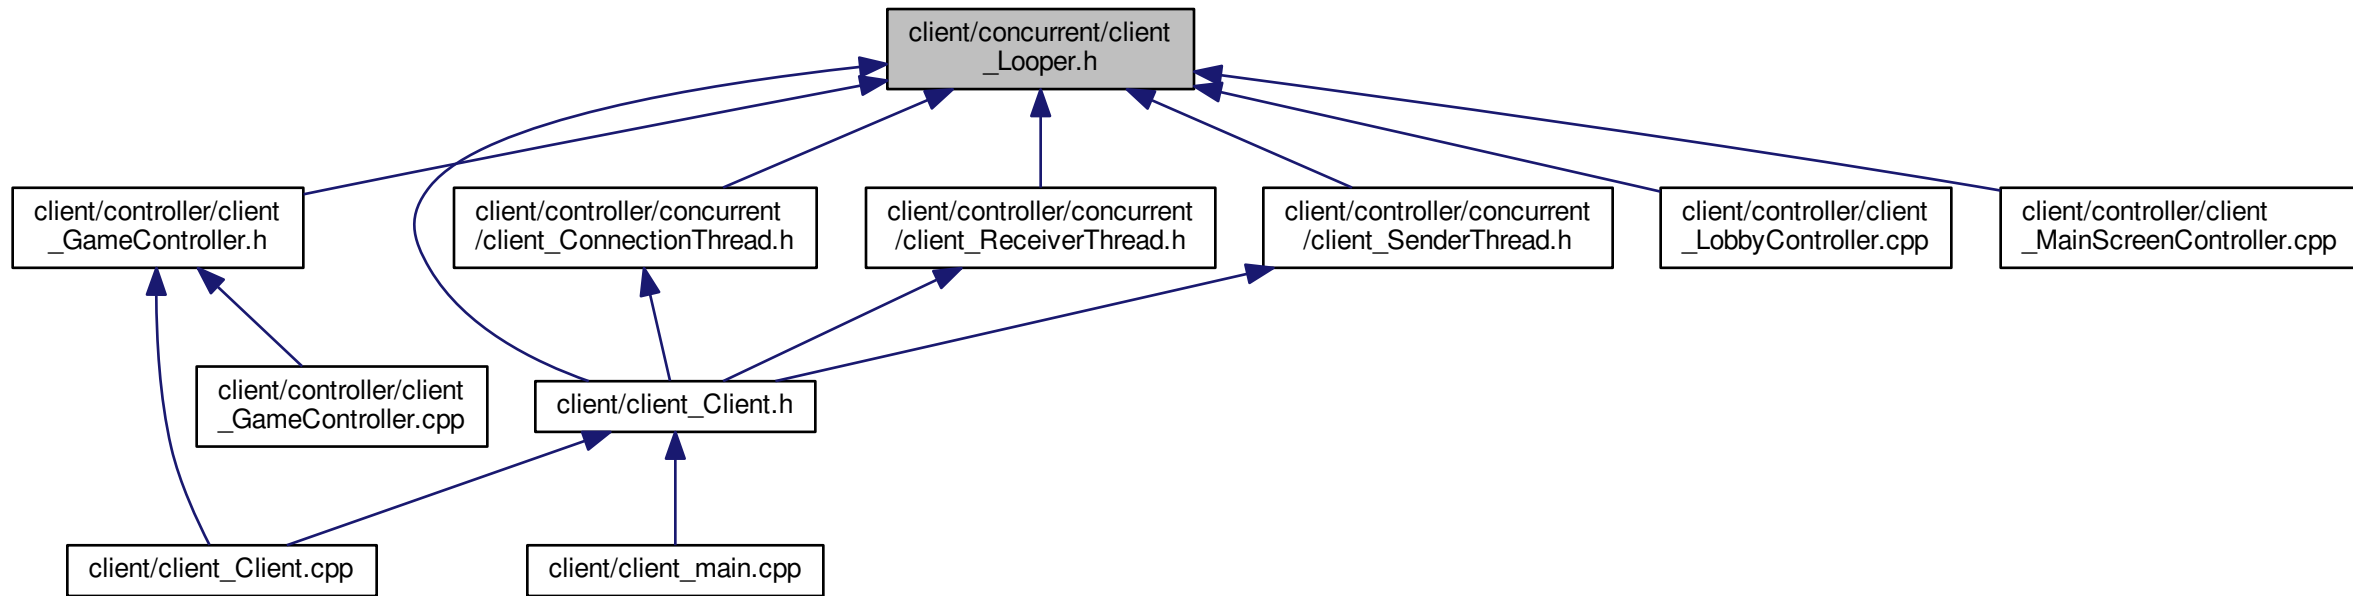 client/concurrent/client
_Looper.h
client/controller/client
_GameController.h
client/controller/concurrent
/client_ConnectionThread.h
client/controller/concurrent
/client_ReceiverThread.h
client/controller/concurrent
/client_SenderThread.h
client/controller/client
_LobbyController.cpp
client/controller/client
_MainScreenController.cpp
client/controller/client
_GameController.cpp
client/client_Client.h
client/client_Client.cpp
client/client_main.cpp